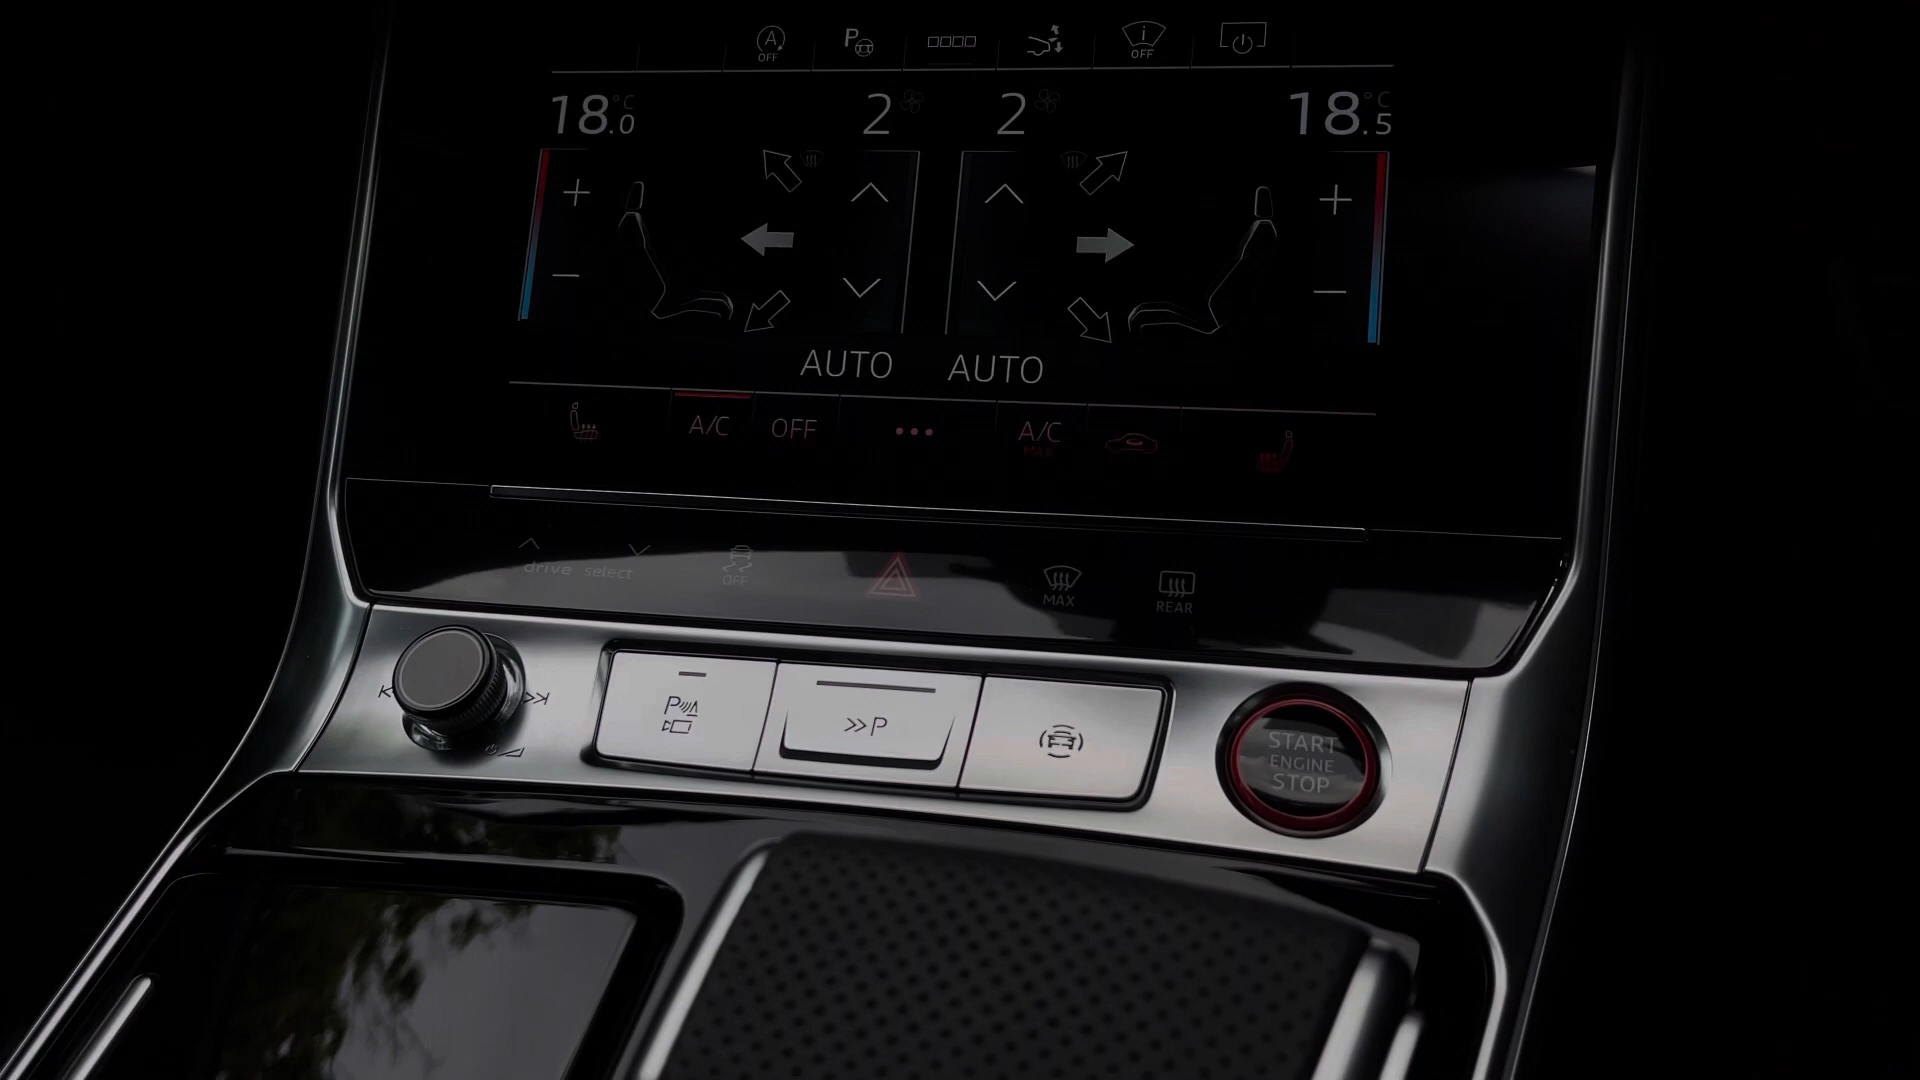 A OFF
P
i OFF
18.0 °C
2
2
18.5 °C
AUTO
AUTO
A/C
OFF
•••
A/C
MAX
drive select
OFF
MAX
REAR
P
P
START
ENGINE
STOP